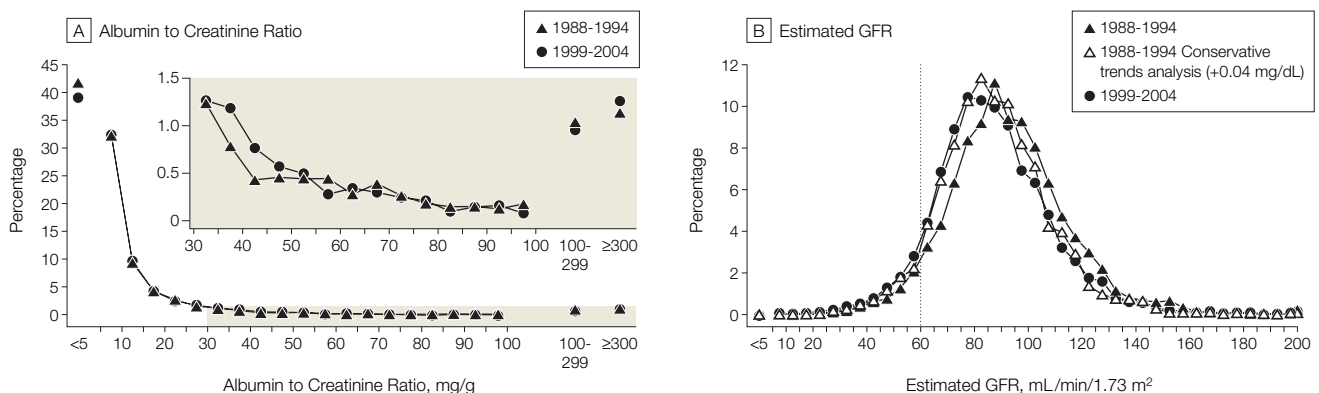 A Albumin to Creatinine Ratio
1988-1994
1999-2004
Percentage
45
40
35
30
25
20
15
10
5
0
1.5
1.0
0.5
0
30 40 50 60 70 80 90 100 100-299 ≥300
<5 10 20 30 40 50 60 70 80 90 100 100-299 ≥300
Albumin to Creatinine Ratio, mg/g
B Estimated GFR
1988-1994
1988-1994 Conservative
trends analysis (+0.04 mg/dL)
1999-2004
Percentage
12
10
8
6
4
2
0
<5 10 20 40 60 80 100 120 140 160 180 200
Estimated GFR, mL/min/1.73 m²